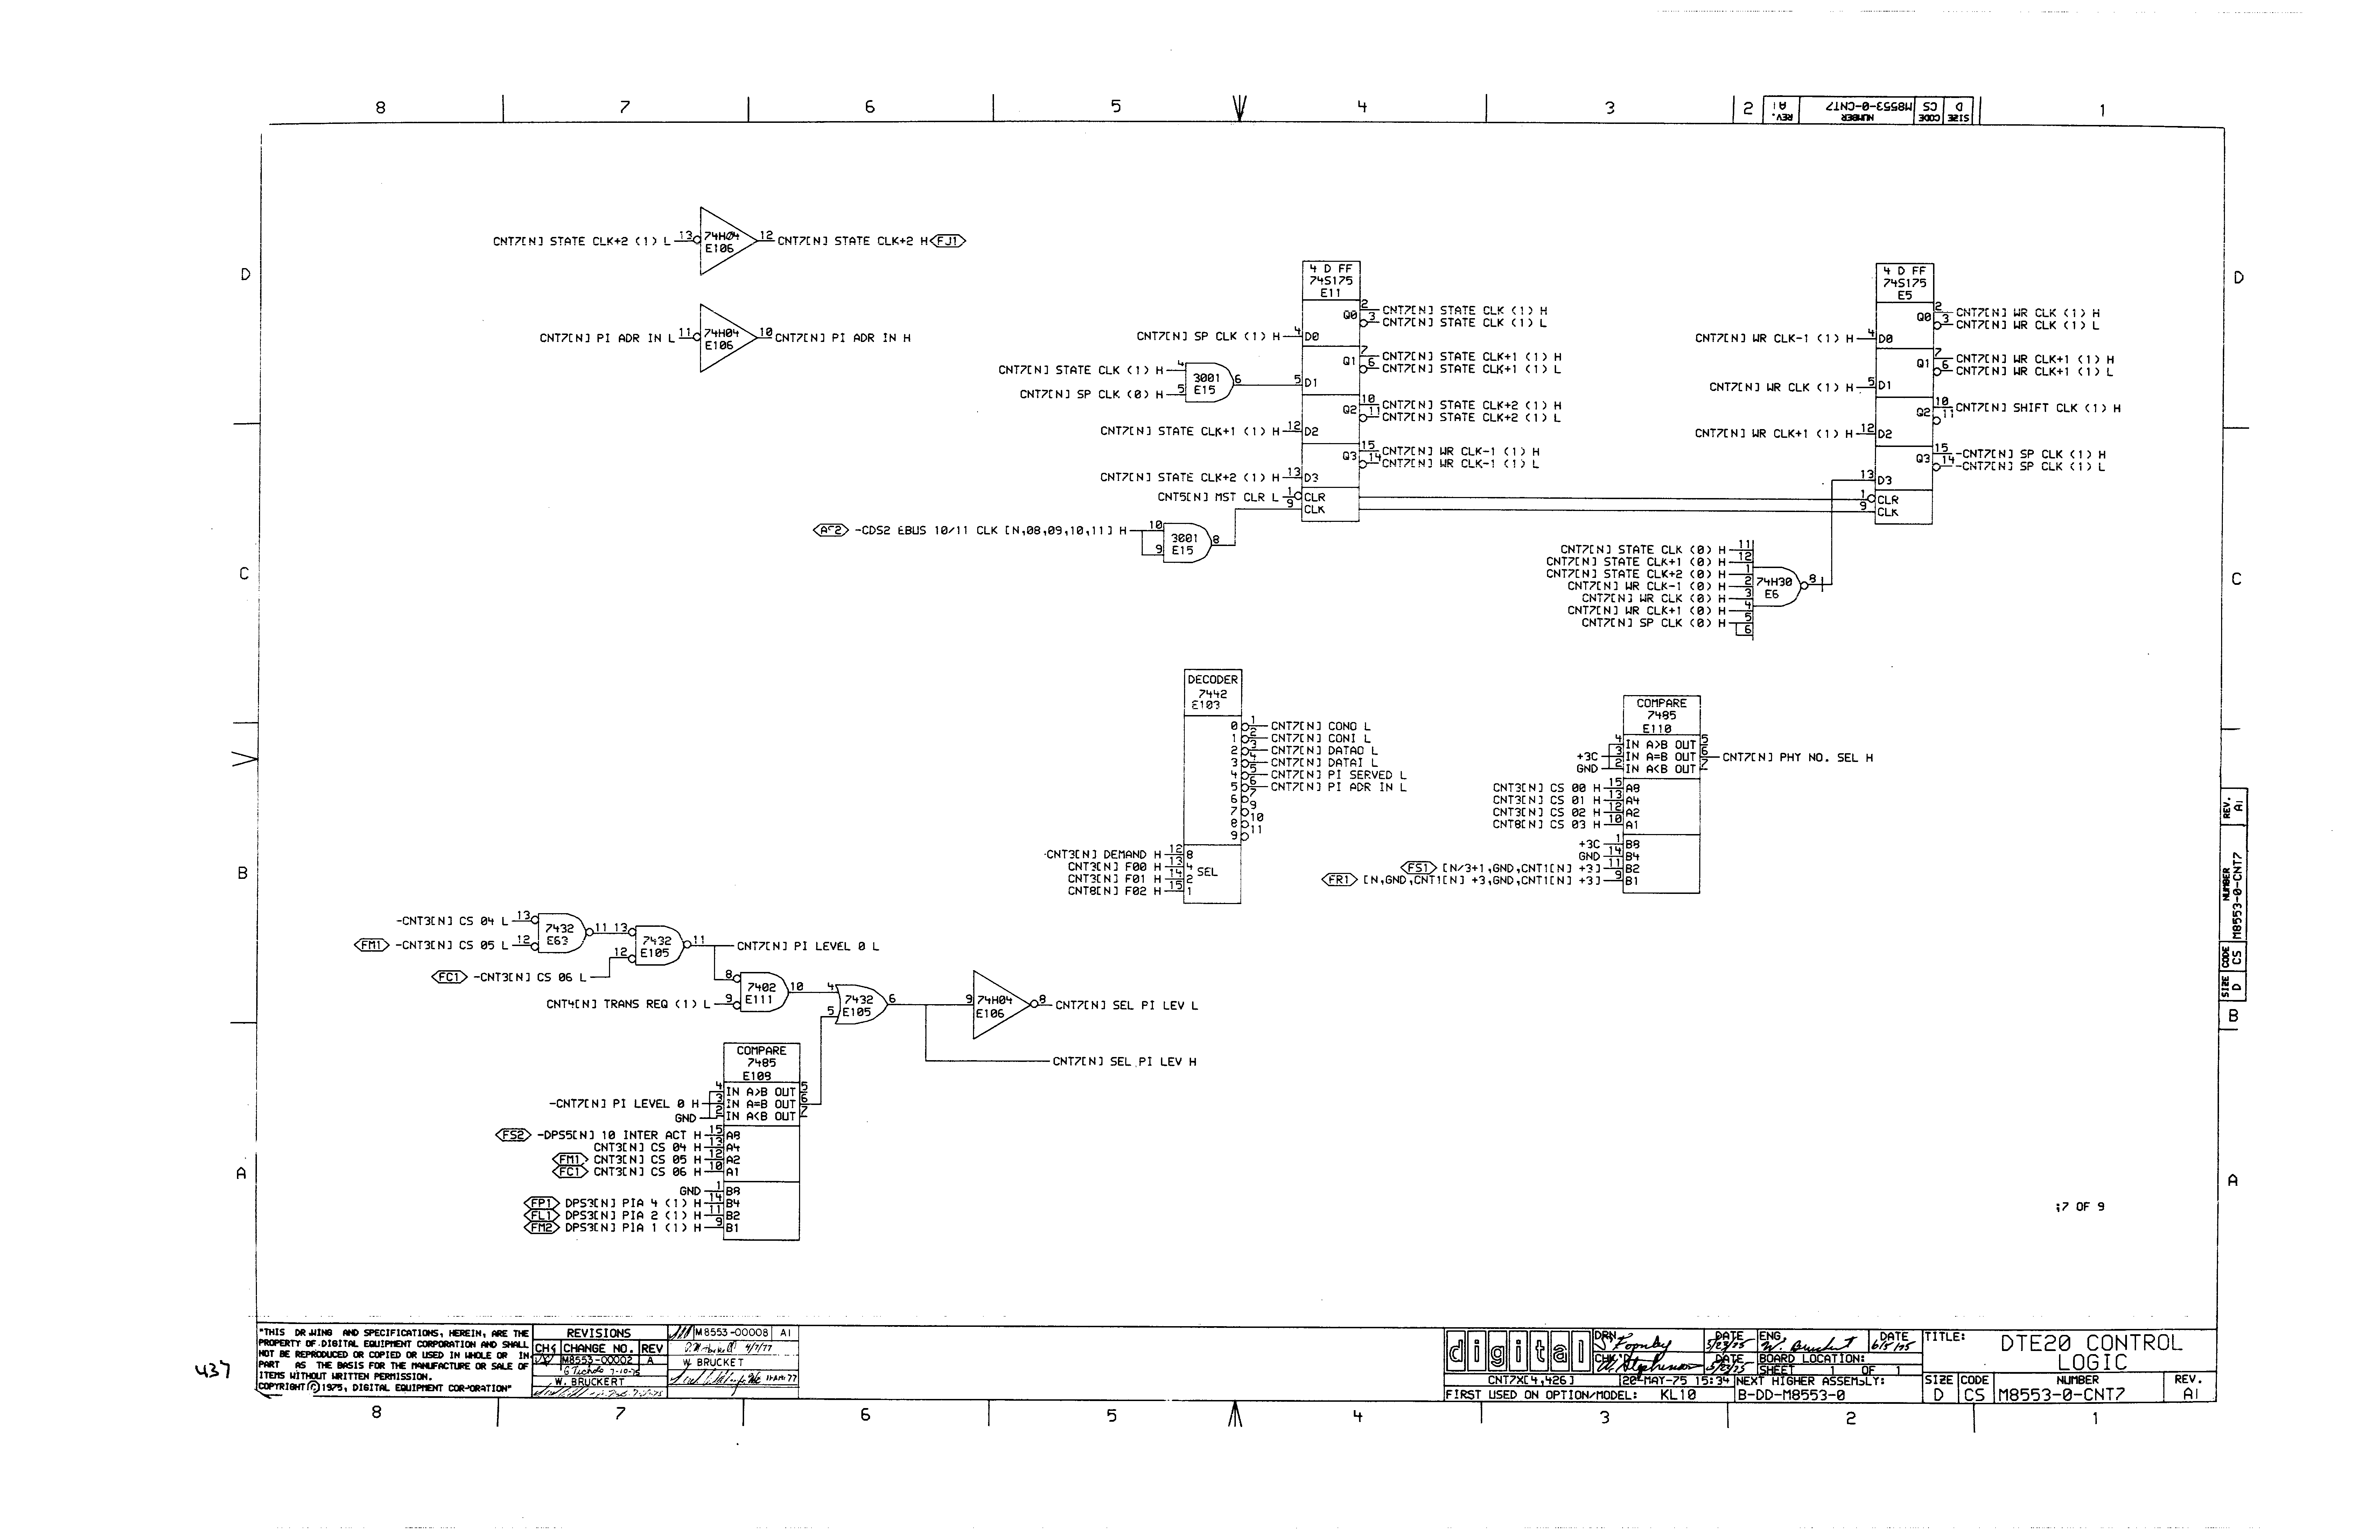 8 7 6 5 4 3 2 1
REV. A1 NUMBER M8553-0-CNT7 CODE CS SIZE D
D
C
B
A
CNT7[N] STATE CLK+2 (1) L 13 74H04 E106 12 CNT7[N] STATE CLK+2 H FJ1
CNT7[N] PI ADR IN L 11 74H04 E106 10 CNT7[N] PI ADR IN H
4 D FF
74S175
E11
CNT7[N] SP CLK (1) H 4 D0
Q0 2 CNT7[N] STATE CLK (1) H
3 CNT7[N] STATE CLK (1) L
CNT7[N] STATE CLK (1) H 4
CNT7[N] SP CLK (0) H 5
3001 E15 6
5 D1
Q1 7 CNT7[N] STATE CLK+1 (1) H
6 CNT7[N] STATE CLK+1 (1) L
CNT7[N] STATE CLK+1 (1) H 12 D2
Q2 10 CNT7[N] STATE CLK+2 (1) H
11 CNT7[N] STATE CLK+2 (1) L
CNT7[N] STATE CLK+2 (1) H 13 D3
Q3 15 CNT7[N] WR CLK-1 (1) H
14 CNT7[N] WR CLK-1 (1) L
CNT5[N] MST CLR L 1 CLR
9 CLK
-CDS2 EBUS 10/11 CLK [N,08,09,10,11] H 10
9
3001 E15 8
4 D FF
74S175
E5
CNT7[N] WR CLK-1 (1) H 4 D0
Q0 2 CNT7[N] WR CLK (1) H
3 CNT7[N] WR CLK (1) L
CNT7[N] WR CLK (1) H 5 D1
Q1 7 CNT7[N] WR CLK+1 (1) H
6 CNT7[N] WR CLK+1 (1) L
CNT7[N] WR CLK+1 (1) H 12 D2
Q2 10 CNT7[N] SHIFT CLK (1) H
11
13 D3
Q3 15 -CNT7[N] SP CLK (1) H
14 -CNT7[N] SP CLK (1) L
1 CLR
9 CLK
CNT7[N] STATE CLK (0) H 11
CNT7[N] STATE CLK+1 (0) H 12
CNT7[N] STATE CLK+2 (0) H 1
CNT7[N] WR CLK-1 (0) H 2
CNT7[N] WR CLK (0) H 3
CNT7[N] WR CLK+1 (0) H 4
CNT7[N] SP CLK (0) H 5
6
74H30 E6 8
DECODER
7442
E103
0 1 CNT7[N] CONO L
1 2 CNT7[N] CONI L
2 3 CNT7[N] DATAO L
3 4 CNT7[N] DATAI L
4 5 CNT7[N] PI SERVED L
5 6 CNT7[N] PI ADR IN L
6 7
7 9
8 10
9 11
-CNT3[N] DEMAND H 12 8
CNT3[N] F00 H 13 4
CNT3[N] F01 H 14 2
CNT8[N] F02 H 15 1
SEL
COMPARE
7485
E110
4 IN A>B OUT 5
+3C 3 IN A=B OUT 6 CNT7[N] PHY NO. SEL H
GND 2 IN A<B OUT 7
CNT3[N] CS 00 H 15 A8
CNT3[N] CS 01 H 13 A4
CNT3[N] CS 02 H 12 A2
CNT8[N] CS 03 H 10 A1
+3C 1 B8
GND 14 B4
FS1 [N/3+1,GND,CNT1[N] +3] 11 B2
FR1 [N,GND,CNT1[N] +3,GND,CNT1[N] +3] 9 B1
-CNT3[N] CS 04 L 13
FM1 -CNT3[N] CS 05 L 12
7432 E63 11
13
FC1 -CNT3[N] CS 06 L 12
7432 E105 11 CNT7[N] PI LEVEL 0 L
8
CNT4[N] TRANS REQ (1) L 9
7402 E111 10
4
5
7432 E105 6
9 74H04 E106 8 CNT7[N] SEL PI LEV L
CNT7[N] SEL PI LEV H
COMPARE
7485
E109
4 IN A>B OUT 5
-CNT7[N] PI LEVEL 0 H 3 IN A=B OUT 6
GND 2 IN A<B OUT 7
FS2 -DPS5[N] 10 INTER ACT H 15 A8
CNT3[N] CS 04 H 13 A4
FM1 CNT3[N] CS 05 H 12 A2
FC1 CNT3[N] CS 06 H 10 A1
GND 1 B8
FP1 DPS3[N] PIA 4 (1) H 14 B4
FL1 DPS3[N] PIA 2 (1) H 11 B2
FM2 DPS3[N] PIA 1 (1) H 9 B1
D
C
SIZE D CODE CS NUMBER M8553-0-CNT7 REV. A1
B
A
7 OF 9
437
"THIS DRAWING AND SPECIFICATIONS, HEREIN, ARE THE
PROPERTY OF DIGITAL EQUIPMENT CORPORATION AND SHALL
NOT BE REPRODUCED OR COPIED OR USED IN WHOLE OR IN
PART AS THE BASIS FOR THE MANUFACTURE OR SALE OF
ITEMS WITHOUT WRITTEN PERMISSION.
COPYRIGHT © 1975, DIGITAL EQUIPMENT CORPORATION"
REVISIONS
CHK CHANGE NO. REV
M8553-00002 A
7-10-75
W. BRUCKERT
M8553-00008 A1
4/7/77
W. BRUCKET
digital
DRN. S Fornby DATE 5/23/75
CHK DATE
ENG. W. Bruckert DATE 6/5/75
BOARD LOCATION:
SHEET 1 OF 1
CNT7X[4,426] 20-MAY-75 15:34
NEXT HIGHER ASSEMBLY:
FIRST USED ON OPTION/MODEL: KL10
B-DD-M8553-0
TITLE: DTE20 CONTROL
LOGIC
SIZE D CODE CS NUMBER M8553-0-CNT7 REV. A1
8 7 6 5 4 3 2 1